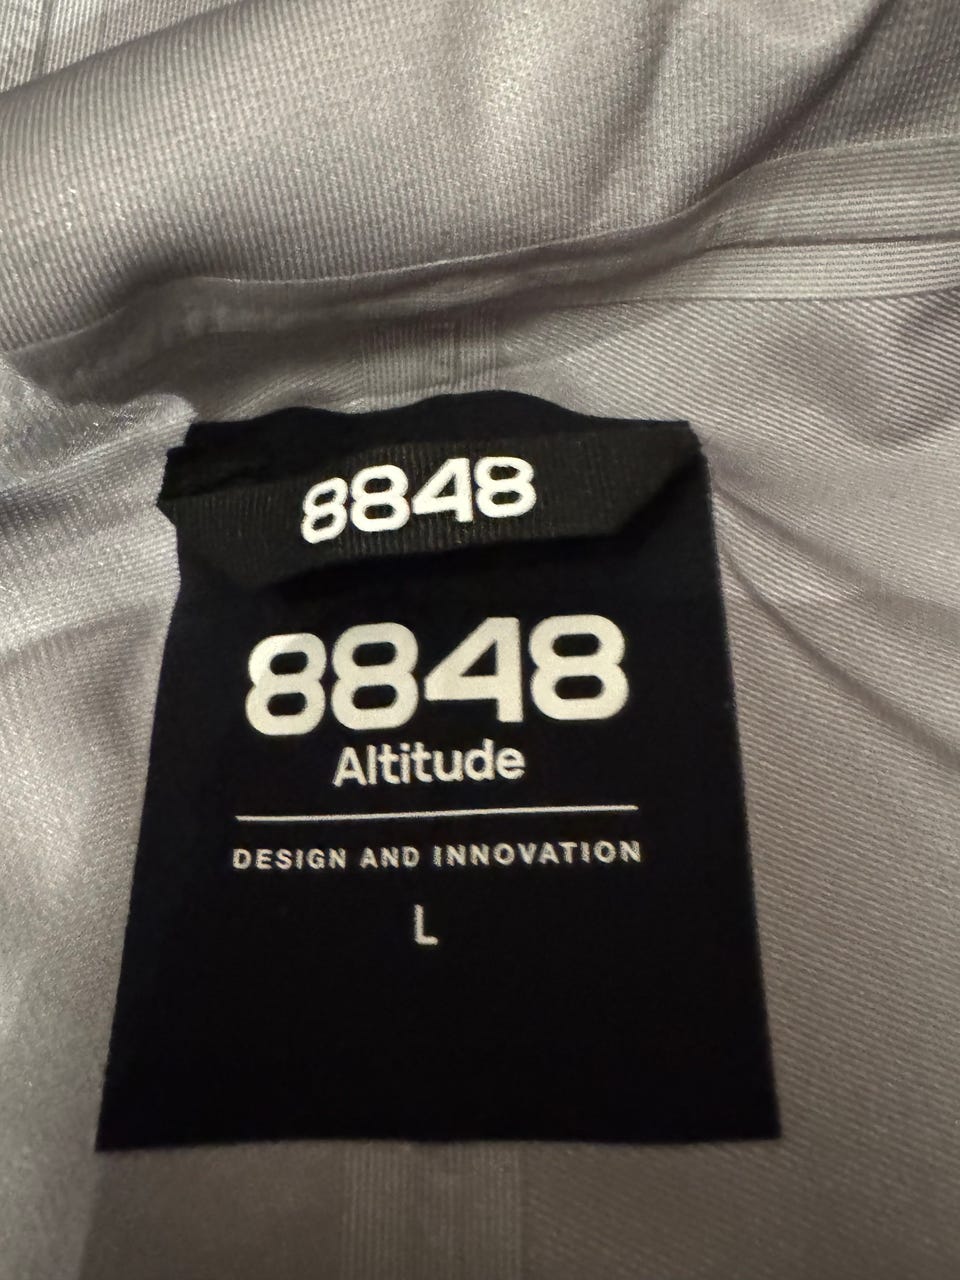 8848
8848
Altitude
DESIGN AND INNOVATION
L